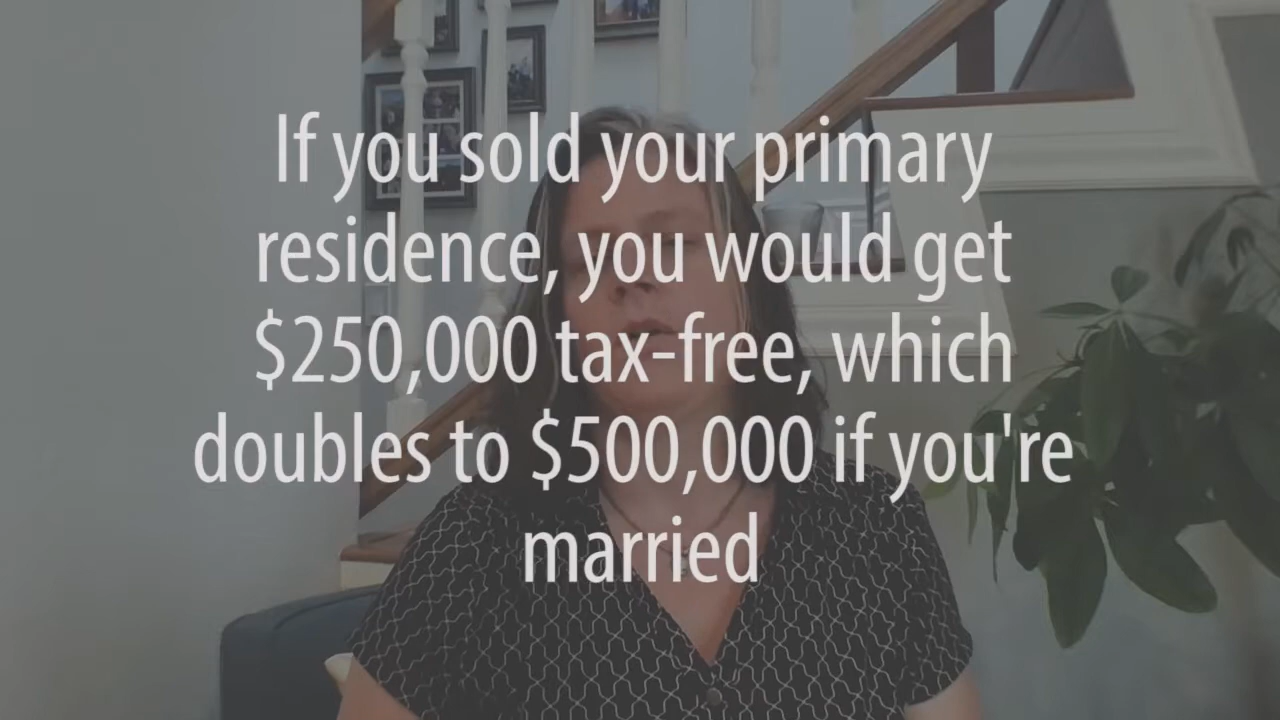 If you sold your primary
residence, you would get
$250,000 tax-free, which
doubles to $500,000 if you're
married